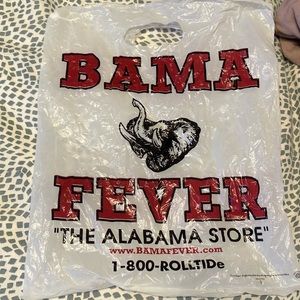 BAMA
FEVER
"THE ALABAMA STORE"
www.BAMAFEVER.com
1-800-ROLLTIDe